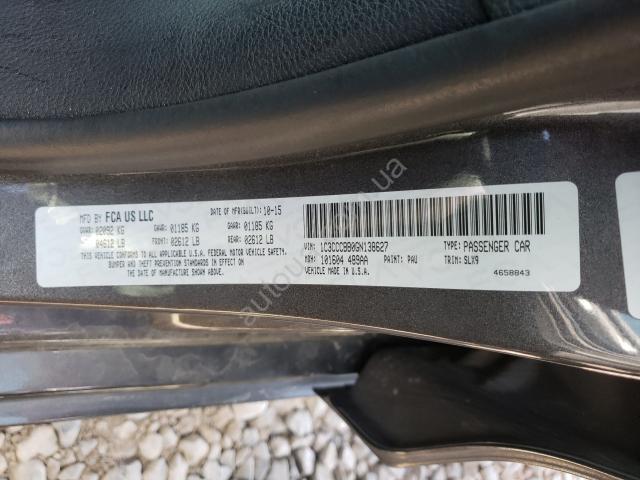 MFD BY FCA US LLC DATE OF MFR(BUILT): 10-15
GVWR: 02092 KG GAWR: 01185 KG GAWR: 01185 KG
04612 LB FRONT: 02612 LB REAR: 02612 LB
THIS VEHICLE CONFORMS TO ALL APPLICABLE U.S.A. FEDERAL MOTOR VEHICLE SAFETY,
BUMPER AND THEFT PREVENTION STANDARDS IN EFFECT ON THE
DATE OF MANUFACTURE SHOWN ABOVE.
VIN: 1C3CCCBB0GN138627 TYPE: PASSENGER CAR
MDH: 101604 489AA PAINT: PAU TRIM: SLX9
VEHICLE MADE IN U.S.A. 4658843